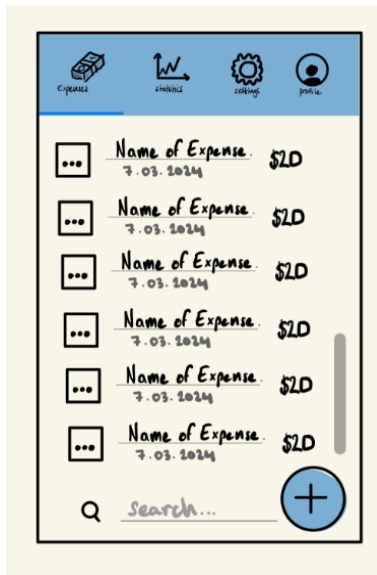 Expenses statistics settings profile
... Name of Expense. $20
7.03.2024
... Name of Expense. $20
7.03.2024
... Name of Expense. $20
7.03.2024
... Name of Expense. $20
7.03.2024
... Name of Expense. $20
7.03.2024
... Name of Expense. $20
7.03.2024
search...